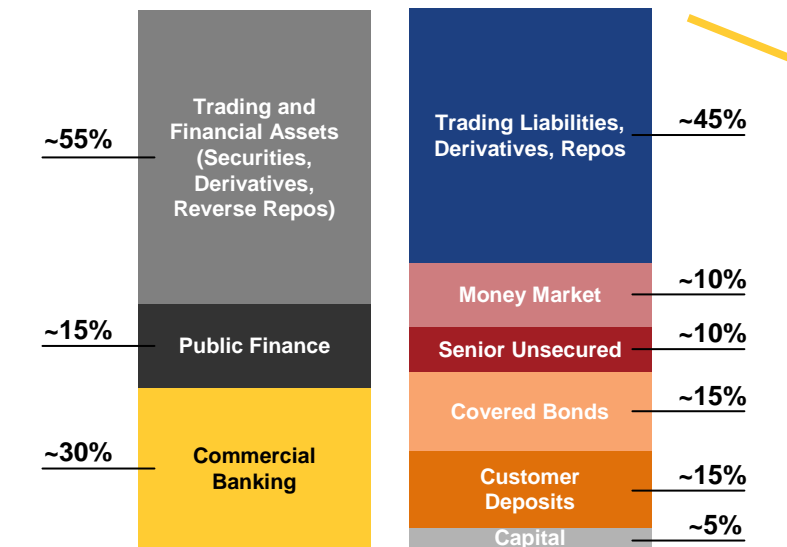 ~55%
Trading and
Financial Assets
(Securities,
Derivatives,
Reverse Repos)
~15%
Public Finance
~30%
Commercial
Banking
Trading Liabilities,
Derivatives, Repos
~45%
Money Market
~10%
Senior Unsecured
~10%
Covered Bonds
~15%
Customer
Deposits
~15%
Capital
~5%